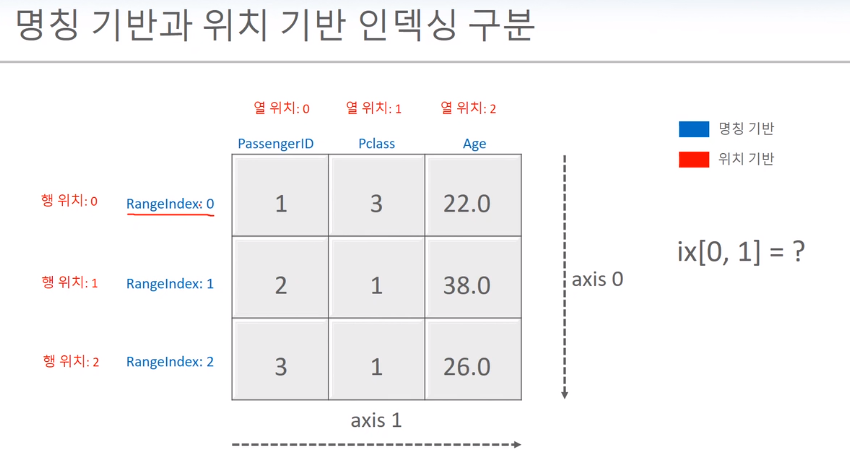 명칭 기반과 위치 기반 인덱싱 구분
열 위치: 0 열 위치: 1 열 위치: 2
PassengerID Pclass Age
명칭 기반
위치 기반
행 위치: 0 RangeIndex: 0 1 3 22.0
ix[0, 1] = ?
행 위치: 1 RangeIndex: 1 2 1 38.0
axis 0
행 위치: 2 RangeIndex: 2 3 1 26.0
axis 1